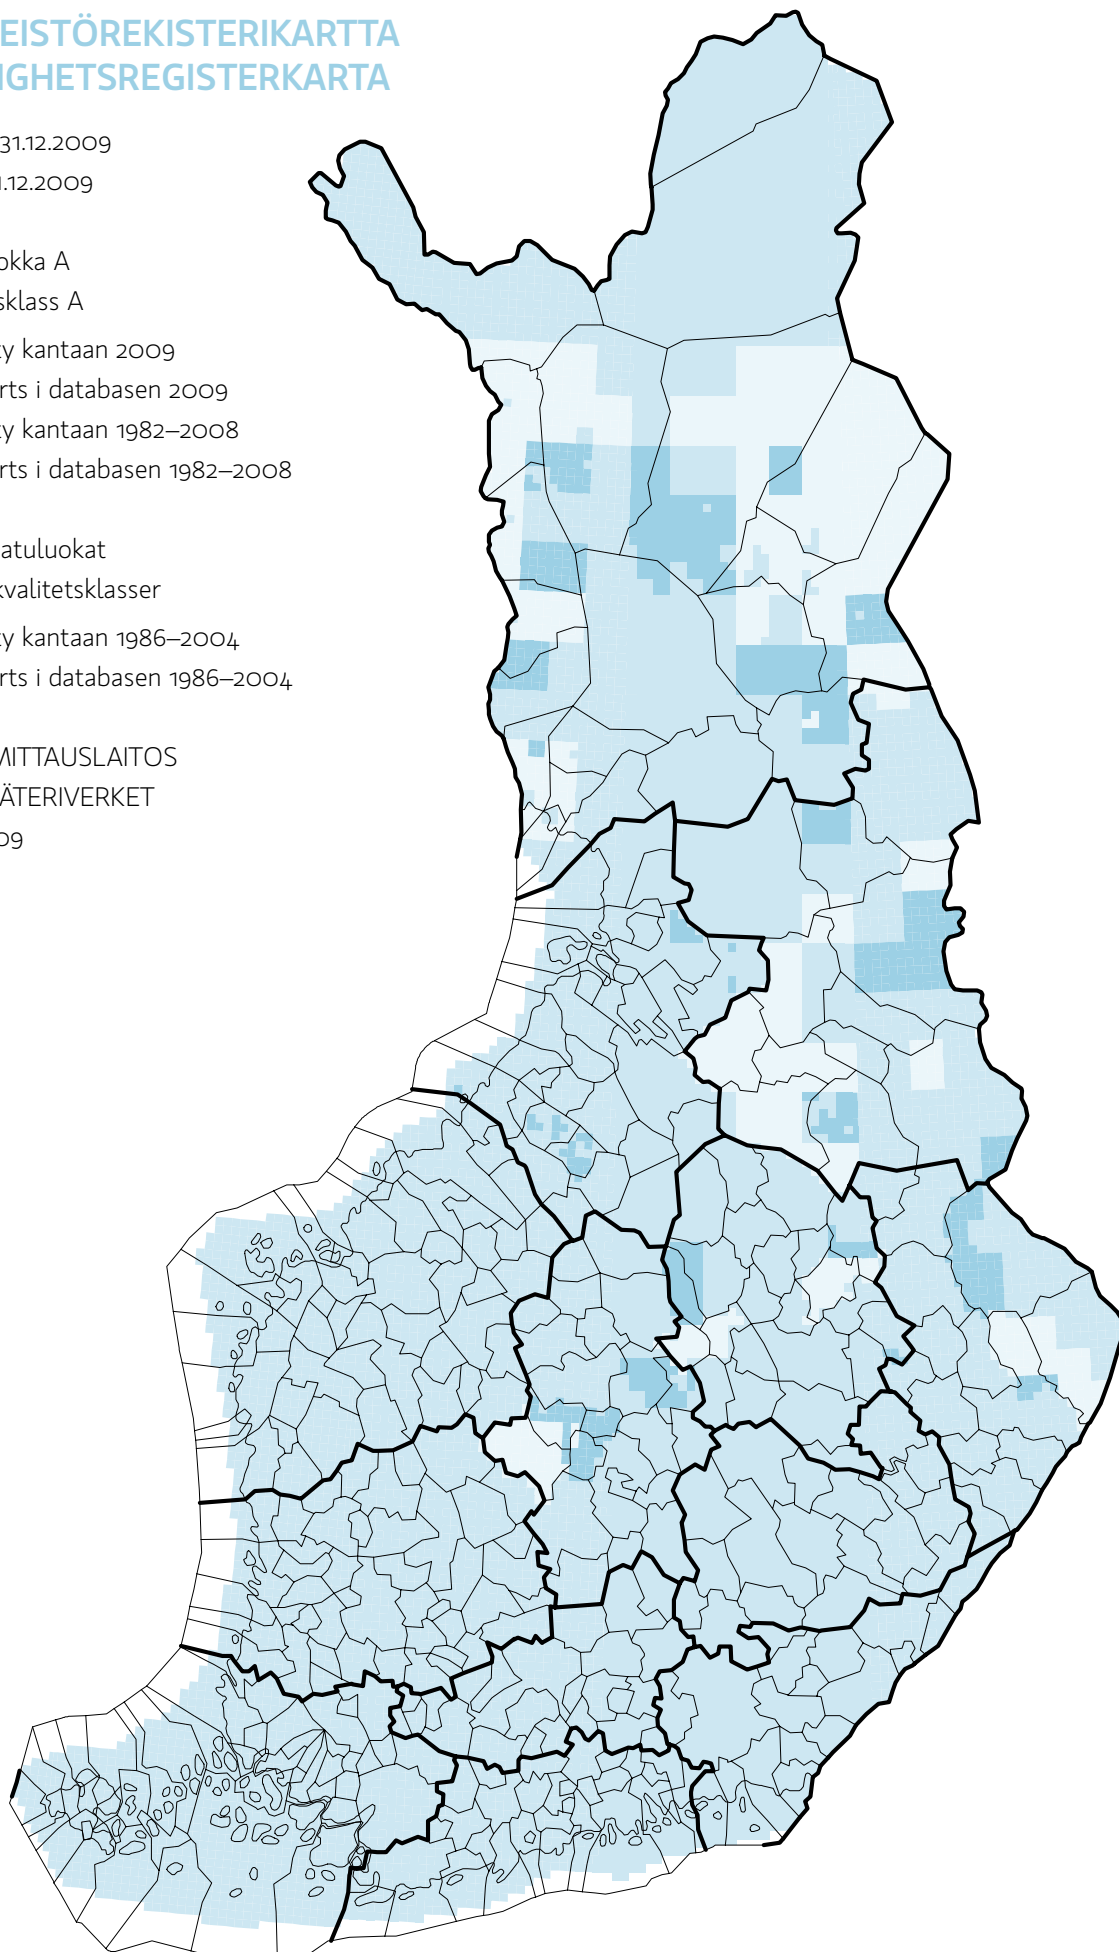 EISTÖREKISTERIKARTTA
IGHETSREGISTERKARTA
31.12.2009
.12.2009
okka A
sklass A
ty kantaan 2009
rts i databasen 2009
ty kantaan 1982–2008
rts i databasen 1982–2008
atuluokat
kvalitetsklasser
ty kantaan 1986–2004
rts i databasen 1986–2004
MITTAUSLAITOS
ÄTERIVERKET
09